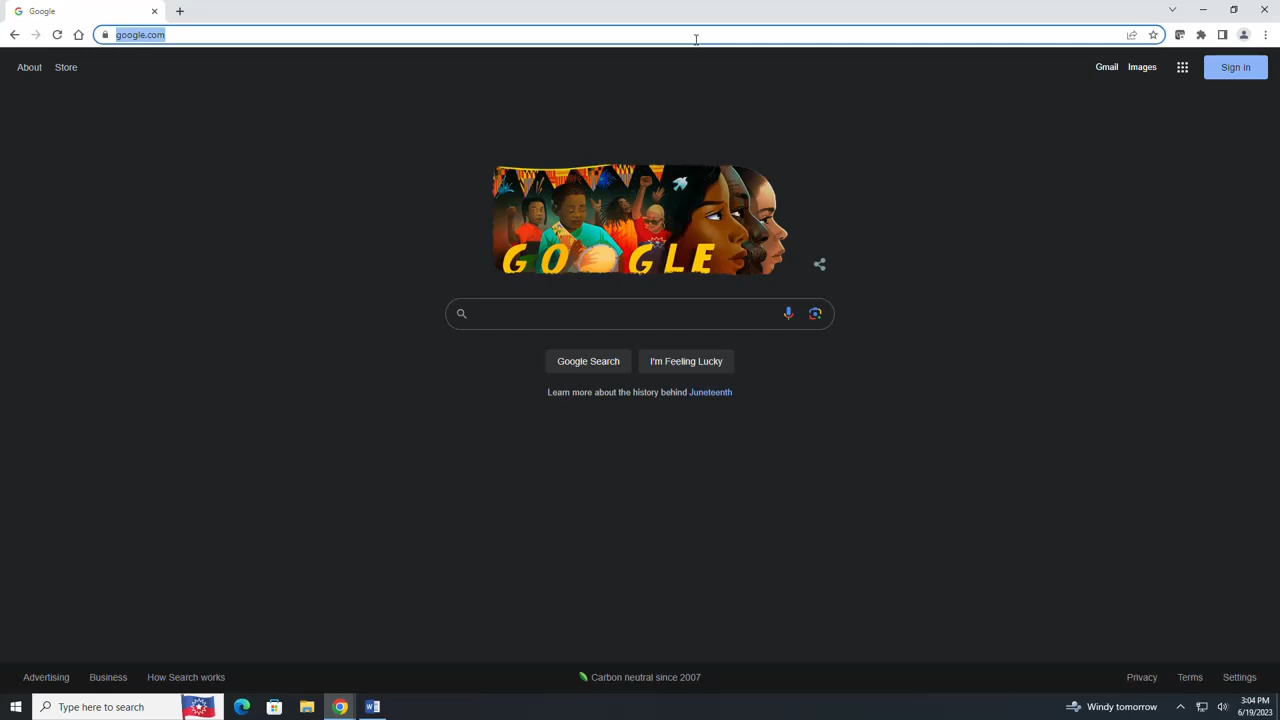 Google
google.com
About Store
Gmail Images Sign in
GOOGLE
Google Search I'm Feeling Lucky
Learn more about the history behind Juneteenth
Advertising Business How Search works
Carbon neutral since 2007
Privacy Terms Settings
Type here to search
Windy tomorrow
3:04 PM
6/19/2023